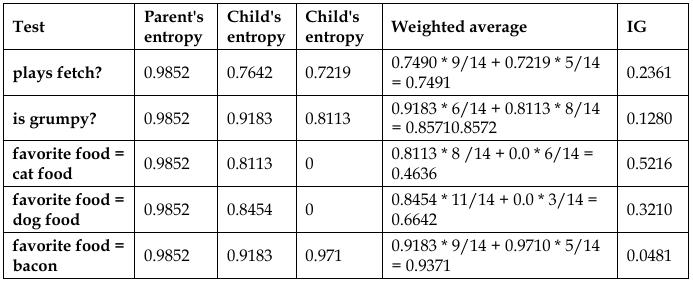 Test Parent's entropy Child's entropy Child's entropy Weighted average IG
plays fetch? 0.9852 0.7642 0.7219 0.7490 * 9/14 + 0.7219 * 5/14 = 0.7491 0.2361
is grumpy? 0.9852 0.9183 0.8113 0.9183 * 6/14 + 0.8113 * 8/14 = 0.85710.8572 0.1280
favorite food = cat food 0.9852 0.8113 0 0.8113 * 8 /14 + 0.0 * 6/14 = 0.4636 0.5216
favorite food = dog food 0.9852 0.8454 0 0.8454 * 11/14 + 0.0 * 3/14 = 0.6642 0.3210
favorite food = bacon 0.9852 0.9183 0.971 0.9183 * 9/14 + 0.9710 * 5/14 = 0.9371 0.0481